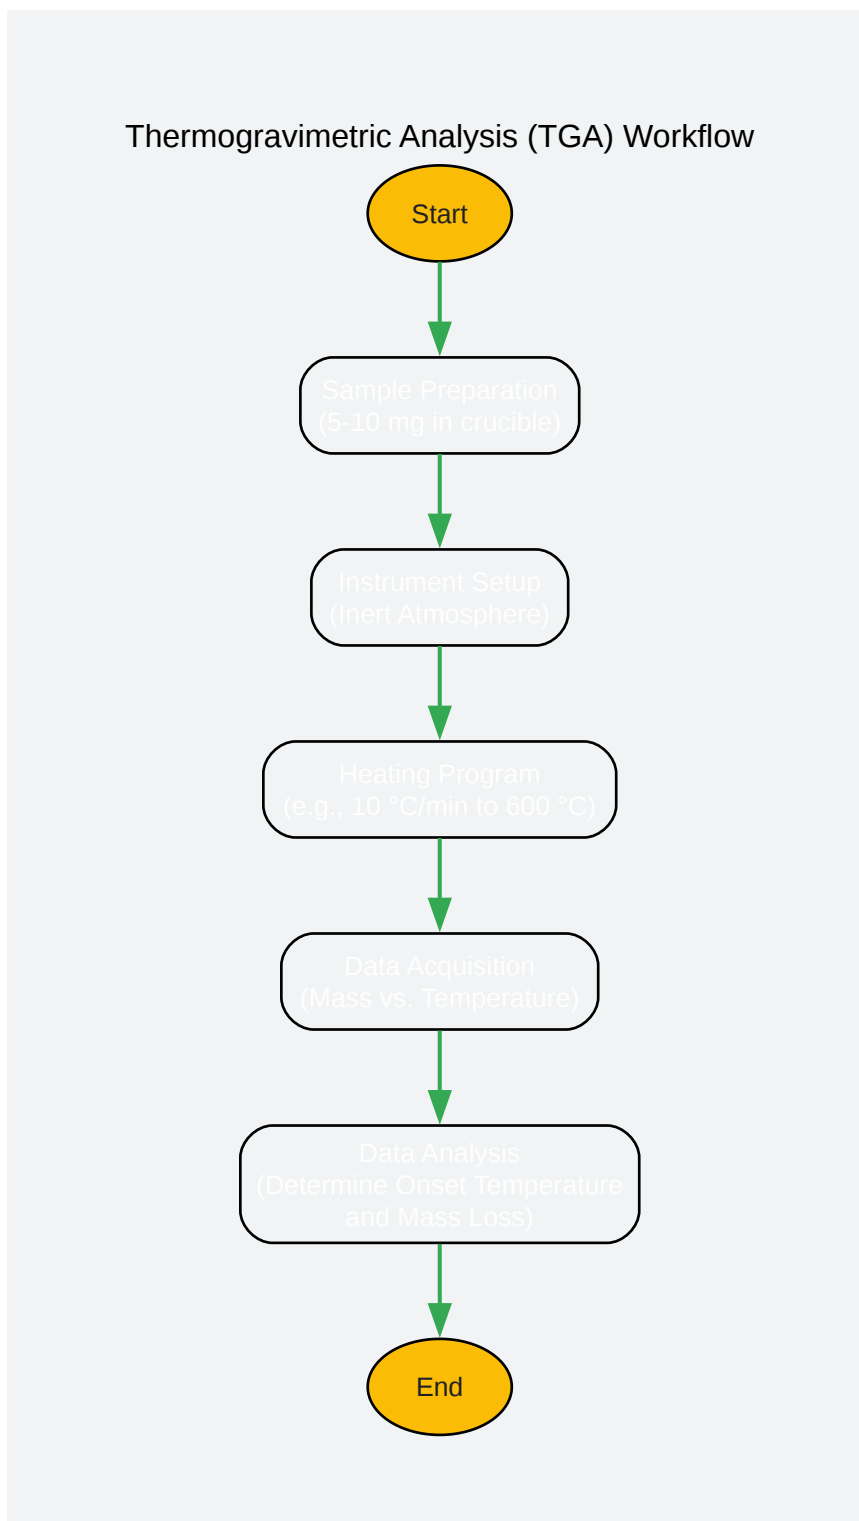 Thermogravimetric Analysis (TGA) Workflow
Start
Sample Preparation
(5-10 mg in crucible)
Instrument Setup
(Inert Atmosphere)
Heating Program
(e.g., 10 °C/min to 600 °C)
Data Acquisition
(Mass vs. Temperature)
Data Analysis
(Determine Onset Temperature
and Mass Loss)
End